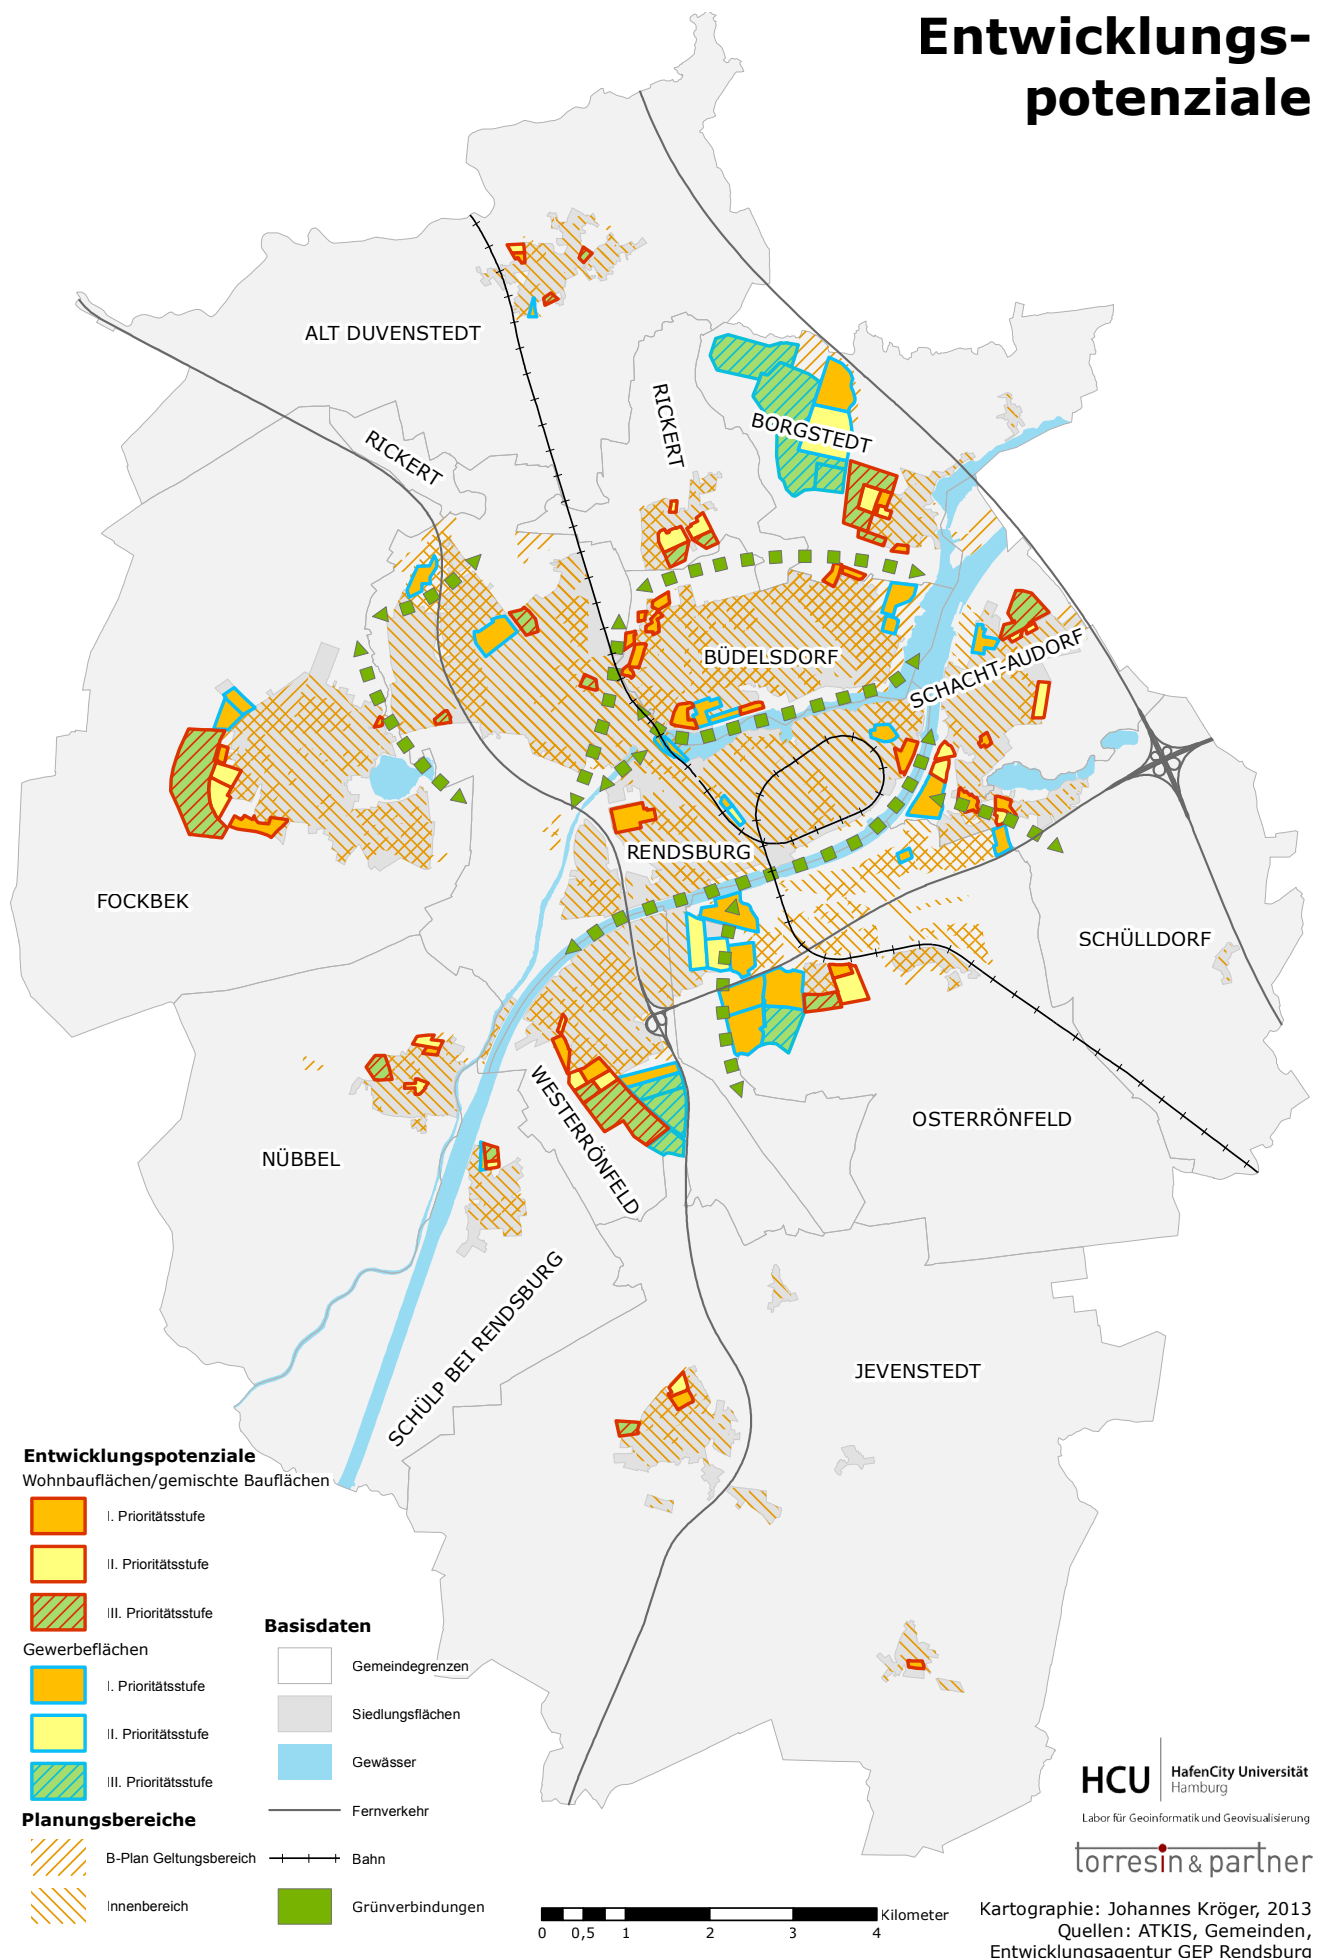 Entwicklungs-
potenziale
ALT DUVENSTEDT
RICKERT
RICKERT
BORGSTEDT
BÜDELSDORF
SCHACHT-AUDORF
RENDSBURG
FOCKBEK
SCHÜLLDORF
OSTERRÖNFELD
WESTERRÖNFELD
NÜBBEL
SCHÜLP BEI RENDSBURG
JEVENSTEDT
Entwicklungspotenziale
Wohnbauflächen/gemischte Bauflächen
I. Prioritätsstufe
II. Prioritätsstufe
III. Prioritätsstufe
Gewerbeflächen
I. Prioritätsstufe
II. Prioritätsstufe
III. Prioritätsstufe
Planungsbereiche
B-Plan Geltungsbereich
Innenbereich
Basisdaten
Gemeindegrenzen
Siedlungsflächen
Gewässer
Fernverkehr
Bahn
Grünverbindungen
Kilometer
0 0,5 1 2 3 4
HCU HafenCity Universität
Hamburg
Labor für Geoinformatik und Geovisualisierung
torresin & partner
Kartographie: Johannes Kröger, 2013
Quellen: ATKIS, Gemeinden,
Entwicklungsagentur GEP Rendsburg